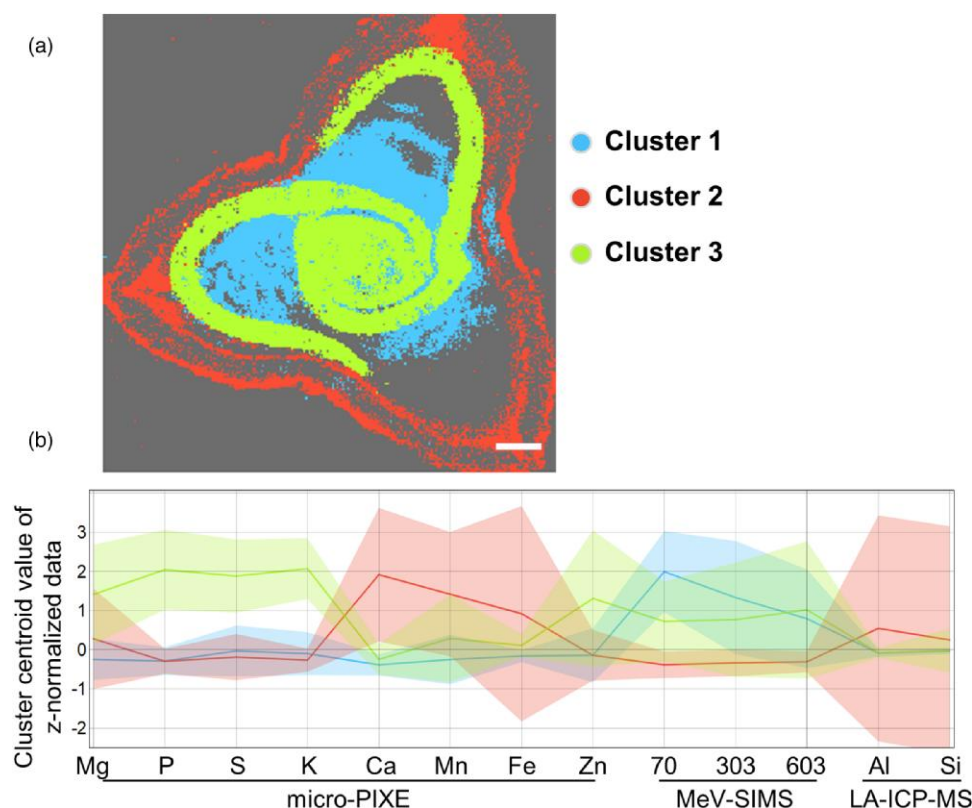 (a)
Cluster 1
Cluster 2
Cluster 3
(b)
Cluster centroid value of
z-normalized data
3
2
1
0
-1
-2
Mg P S K Ca Mn Fe Zn 70 303 603 Al Si
micro-PIXE MeV-SIMS LA-ICP-MS